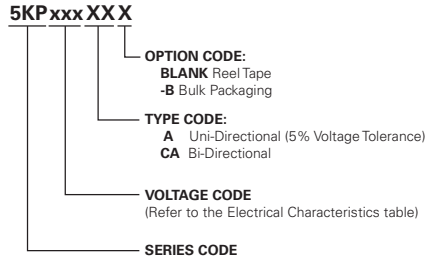 5KPxxxXXX
OPTION CODE:
BLANK Reel Tape
-B Bulk Packaging
TYPE CODE:
A Uni-Directional (5% Voltage Tolerance)
CA Bi-Directional
VOLTAGE CODE
(Refer to the Electrical Characteristics table)
SERIES CODE